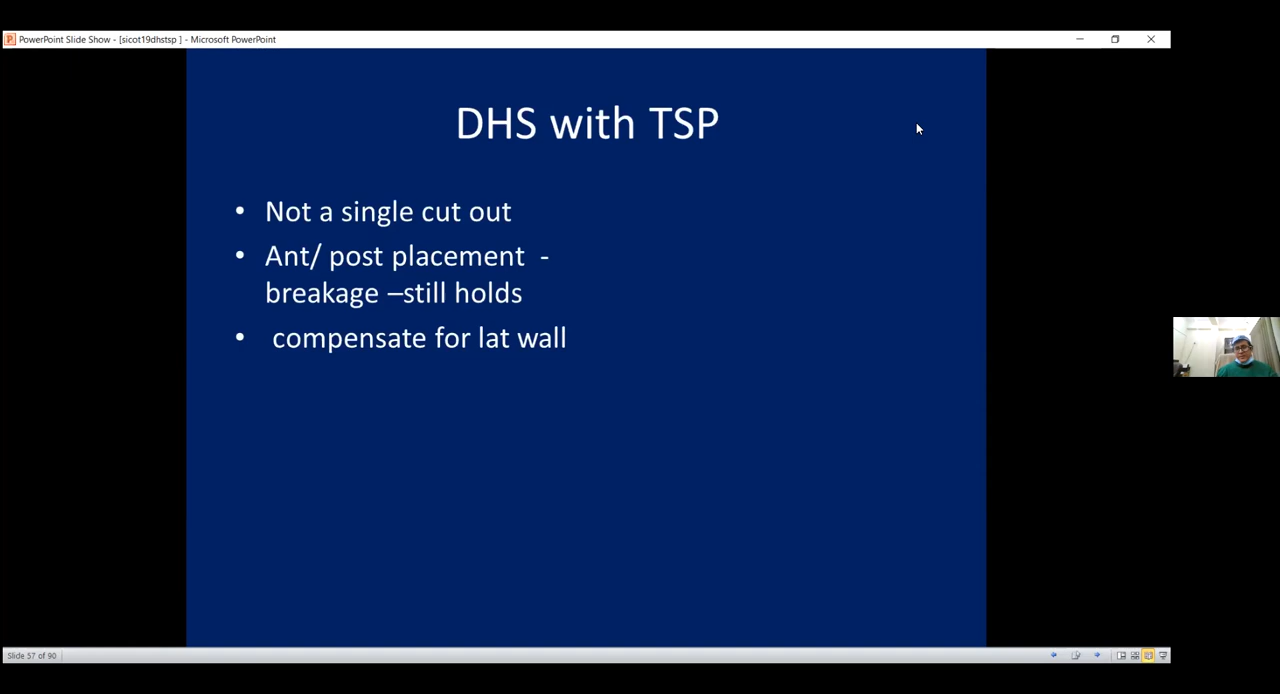 PowerPoint Slide Show - [sicot19dhstsp ] - Microsoft PowerPoint
DHS with TSP
• Not a single cut out
• Ant/ post placement -
breakage –still holds
• compensate for lat wall
Slide 57 of 90